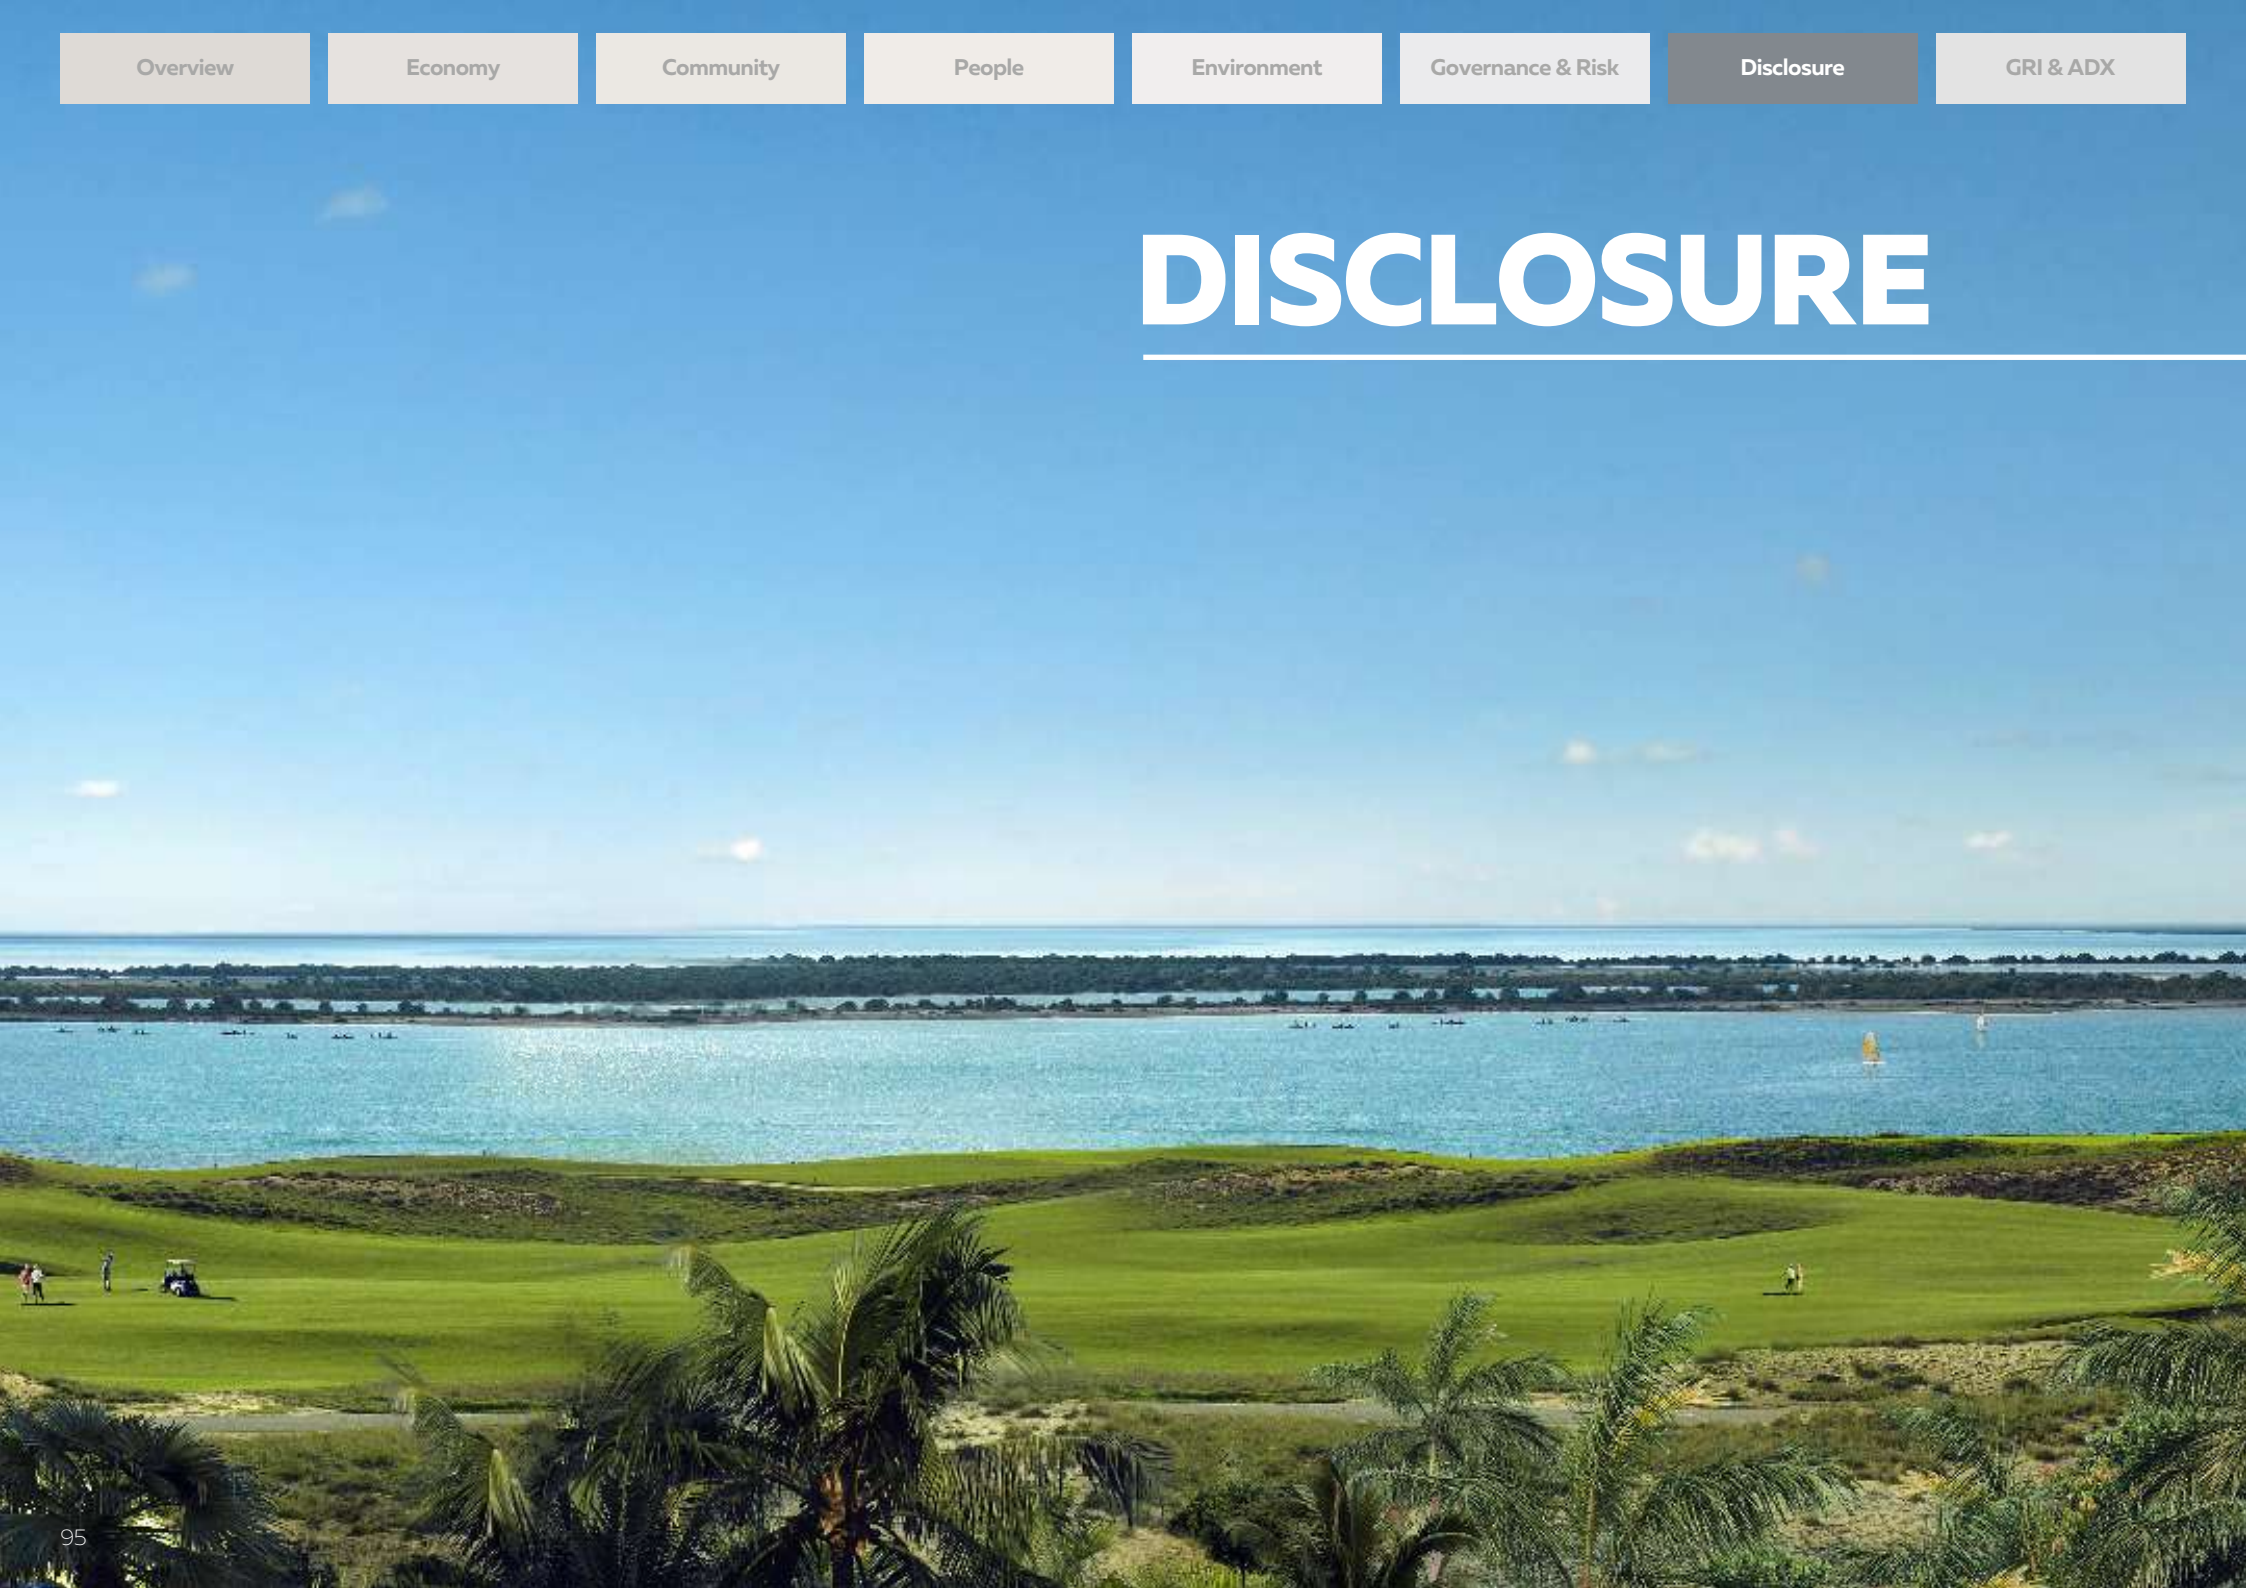 Overview
Economy
Community
People
Environment
Governance & Risk
Disclosure
GRI & ADX
DISCLOSURE
95